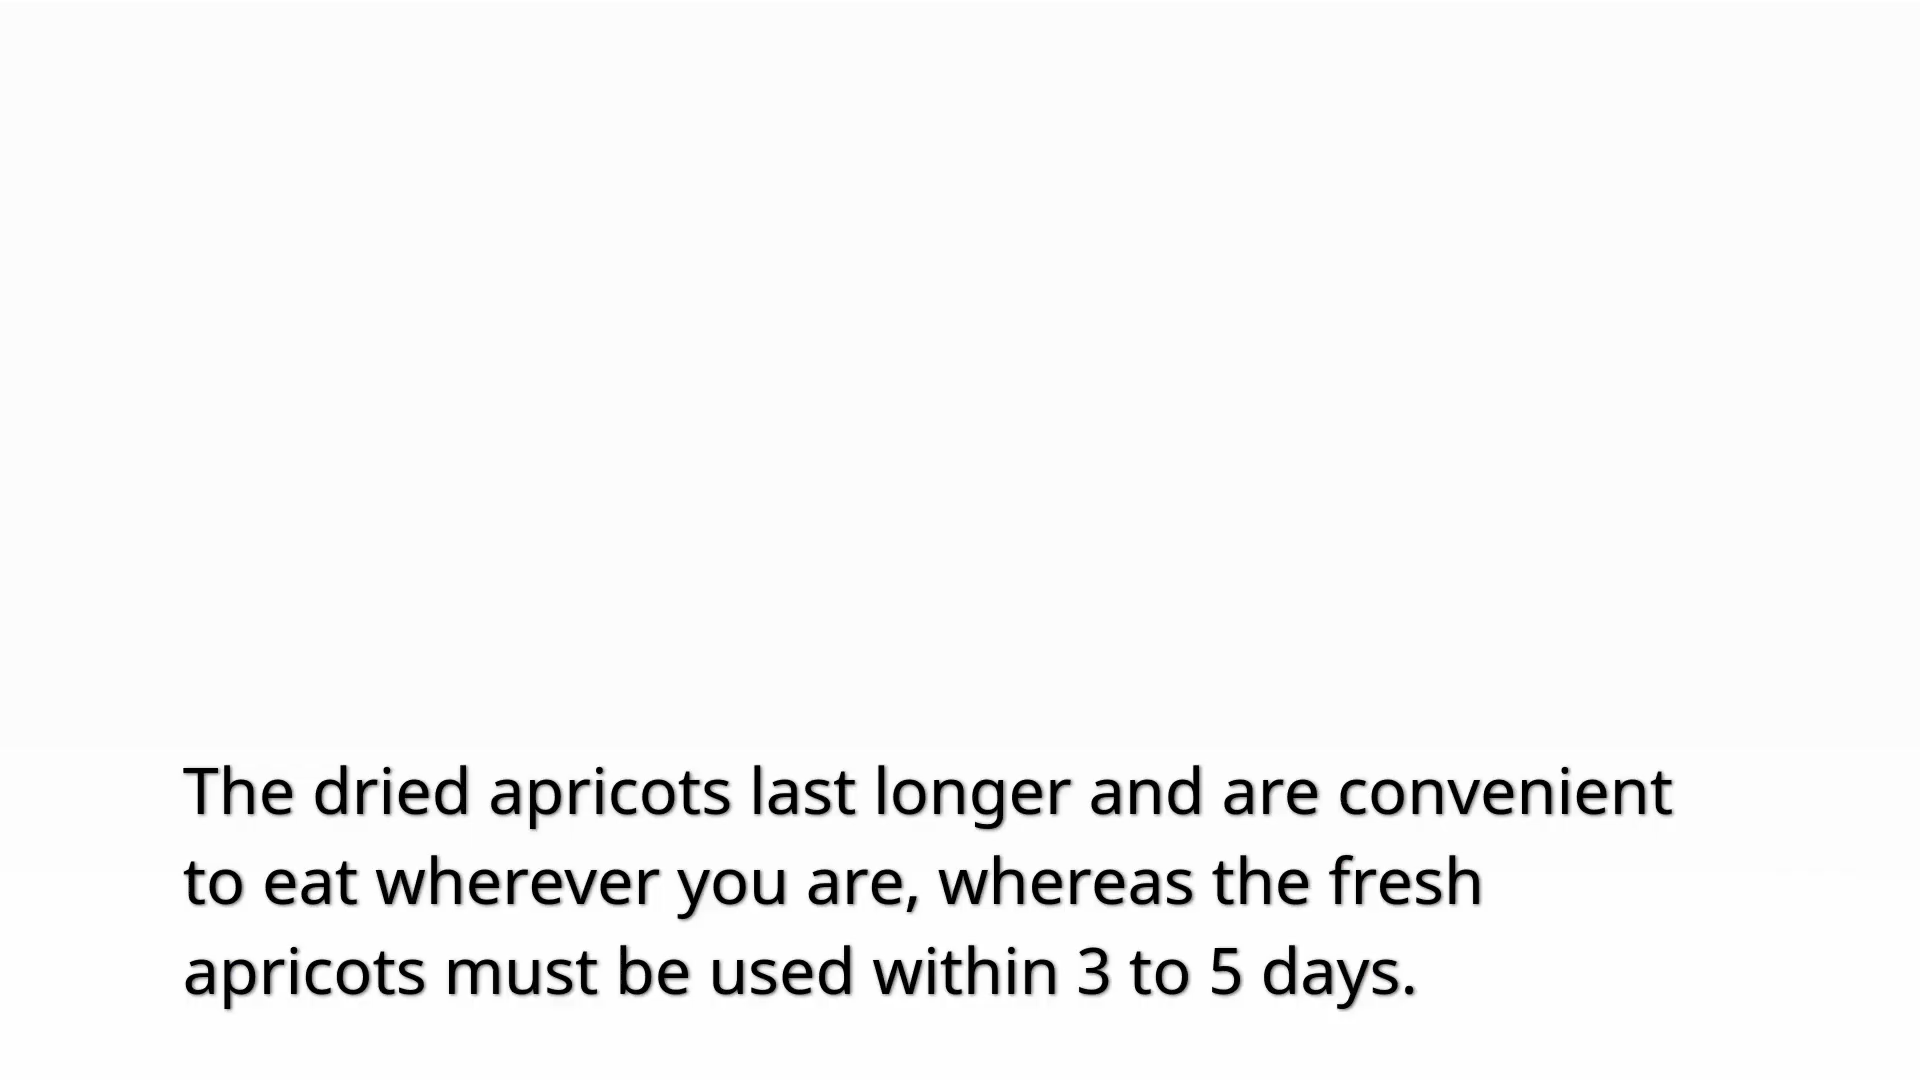 The dried apricots last longer and are convenient
to eat wherever you are, whereas the fresh
apricots must be used within 3 to 5 days.